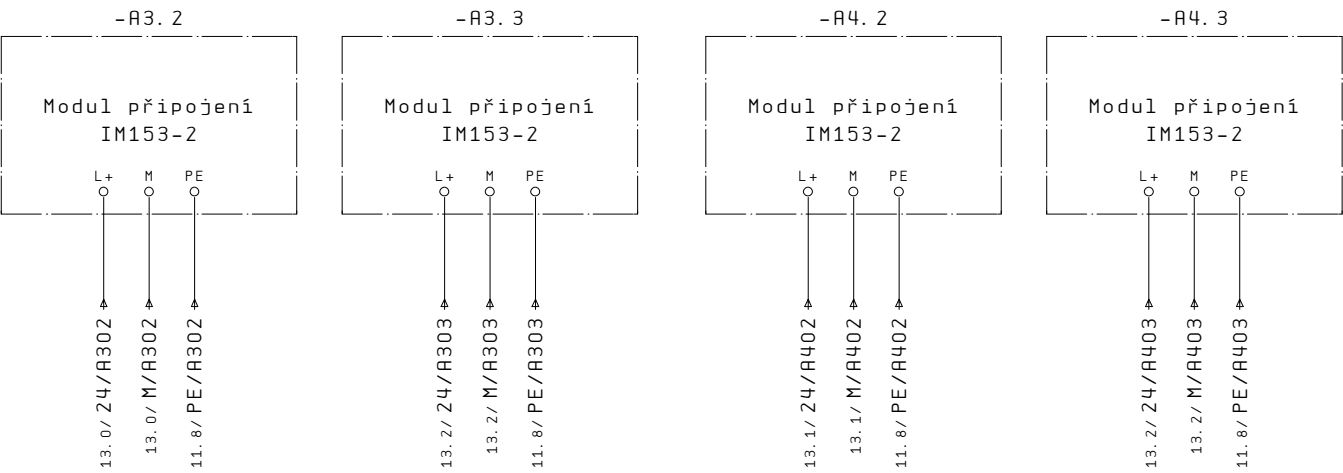 -A3.2
Modul připojení
IM153-2
L+ M PE
13.0/ 24/A302
13.0/ M/A302
11.8/ PE/A302
-A3.3
Modul připojení
IM153-2
L+ M PE
13.2/ 24/A303
13.2/ M/A303
11.8/ PE/A303
-A4.2
Modul připojení
IM153-2
L+ M PE
13.1/ 24/A402
13.1/ M/A402
11.8/ PE/A402
-A4.3
Modul připojení
IM153-2
L+ M PE
13.2/ 24/A403
13.2/ M/A403
11.8/ PE/A403